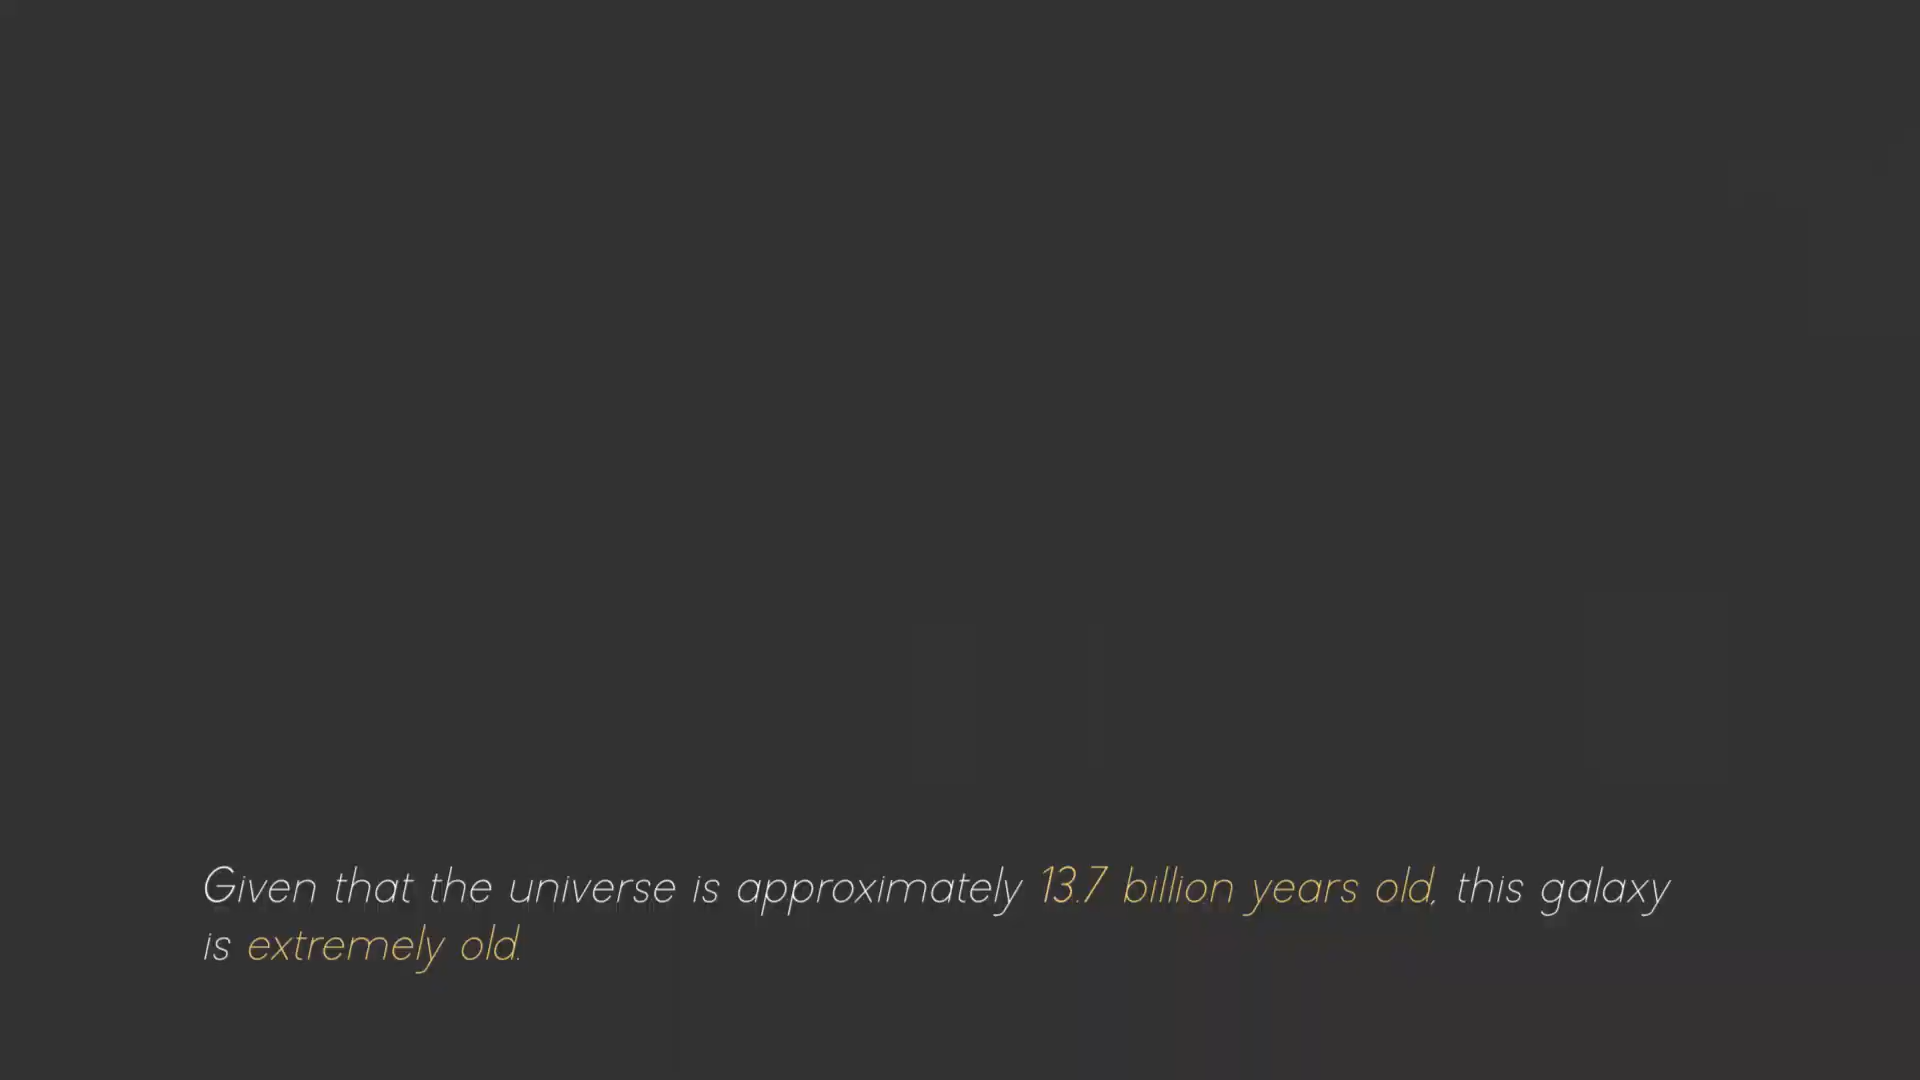 Given that the universe is approximately 13.7 billion years old, this galaxy
is extremely old.